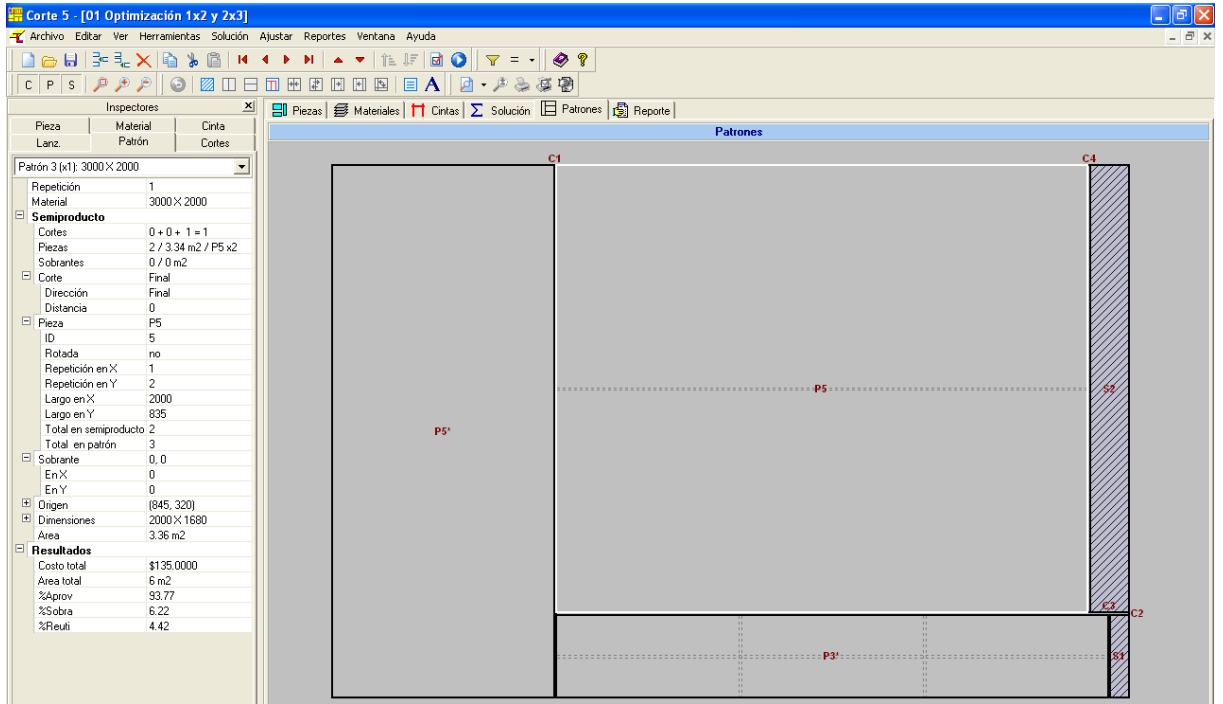 Corte 5 - [01 Optimización 1x2 y 2x3]
Archivo Editar Ver Herramientas Solución Ajustar Reportes Ventana Ayuda
C P S A
Inspectores
Pieza Material Cinta
Lanz. Patrón Cortes
Patrón 3 (x1): 3000 X 2000
Repetición 1
Material 3000 X 2000
Semiproducto
Cortes 0 + 0 + 1 = 1
Piezas 2 / 3.34 m2 / P5 x2
Sobrantes 0 / 0 m2
Corte Final
Dirección Final
Distancia 0
Pieza P5
ID 5
Rotada no
Repetición en X 1
Repetición en Y 2
Largo en X 2000
Largo en Y 835
Total en semiproducto 2
Total en patrón 3
Sobrante 0, 0
En X 0
En Y 0
Origen (845, 320)
Dimensiones 2000 X 1680
Area 3.36 m2
Resultados
Costo total $135.0000
Area total 6 m2
%Aprov 93.77
%Sobra 6.22
%Reuti 4.42
Piezas Materiales Cintas Solución Patrones Reporte
Patrones
C1 C4
P5 S2
P5'
C3
C2
P3' S1